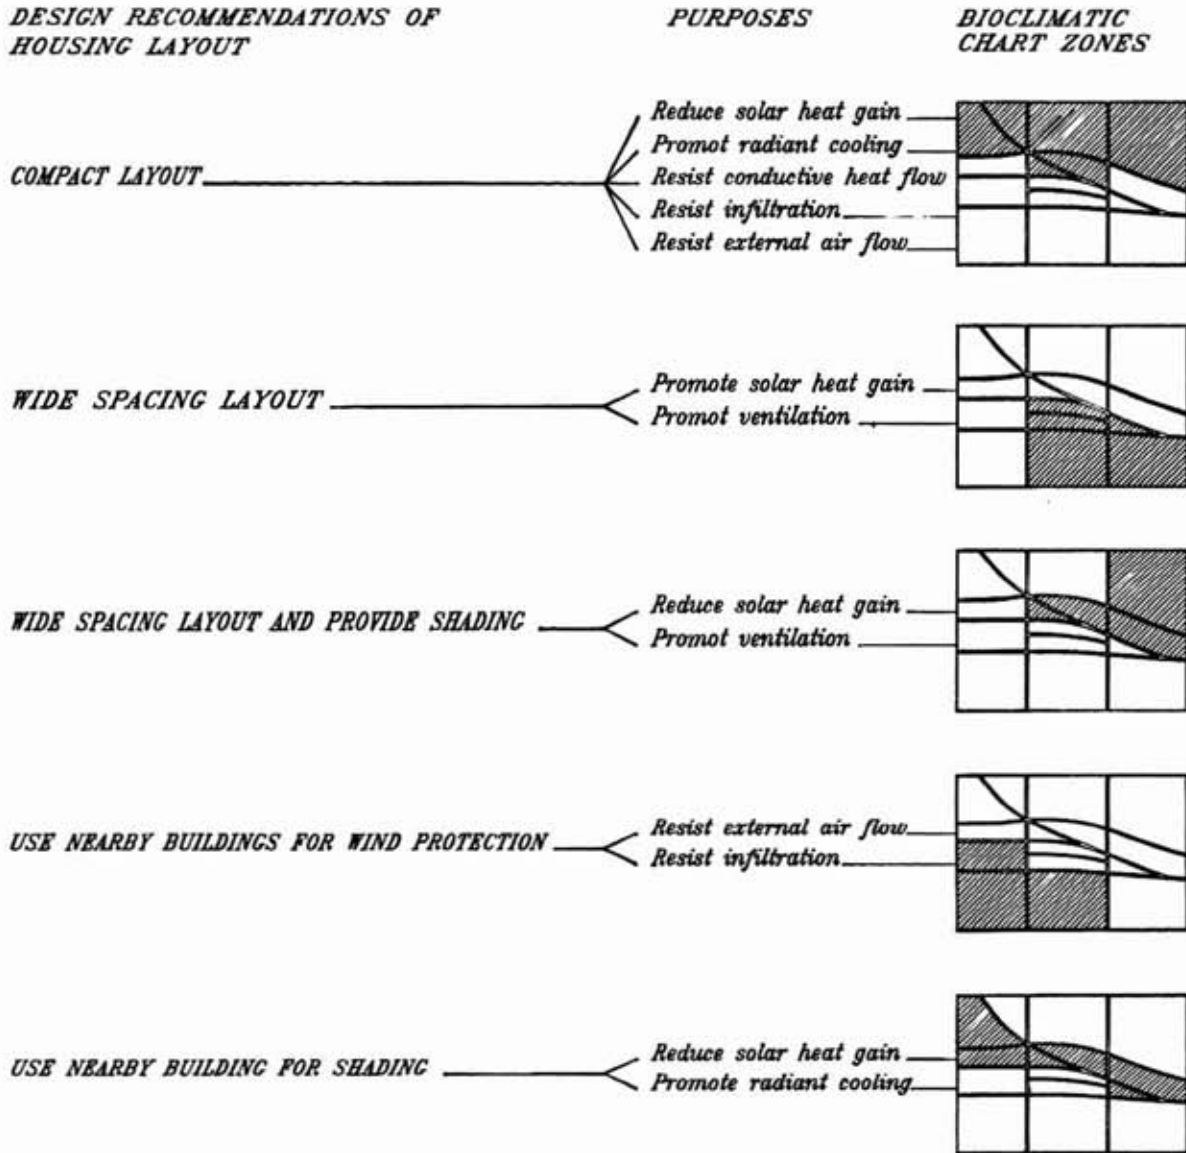 DESIGN RECOMMENDATIONS OF
HOUSING LAYOUT
PURPOSES
BIOCLIMATIC
CHART ZONES
COMPACT LAYOUT
Reduce solar heat gain
Promot radiant cooling
Resist conductive heat flow
Resist infiltration
Resist external air flow
WIDE SPACING LAYOUT
Promote solar heat gain
Promot ventilation
WIDE SPACING LAYOUT AND PROVIDE SHADING
Reduce solar heat gain
Promot ventilation
USE NEARBY BUILDINGS FOR WIND PROTECTION
Resist external air flow
Resist infiltration
USE NEARBY BUILDING FOR SHADING
Reduce solar heat gain
Promote radiant cooling